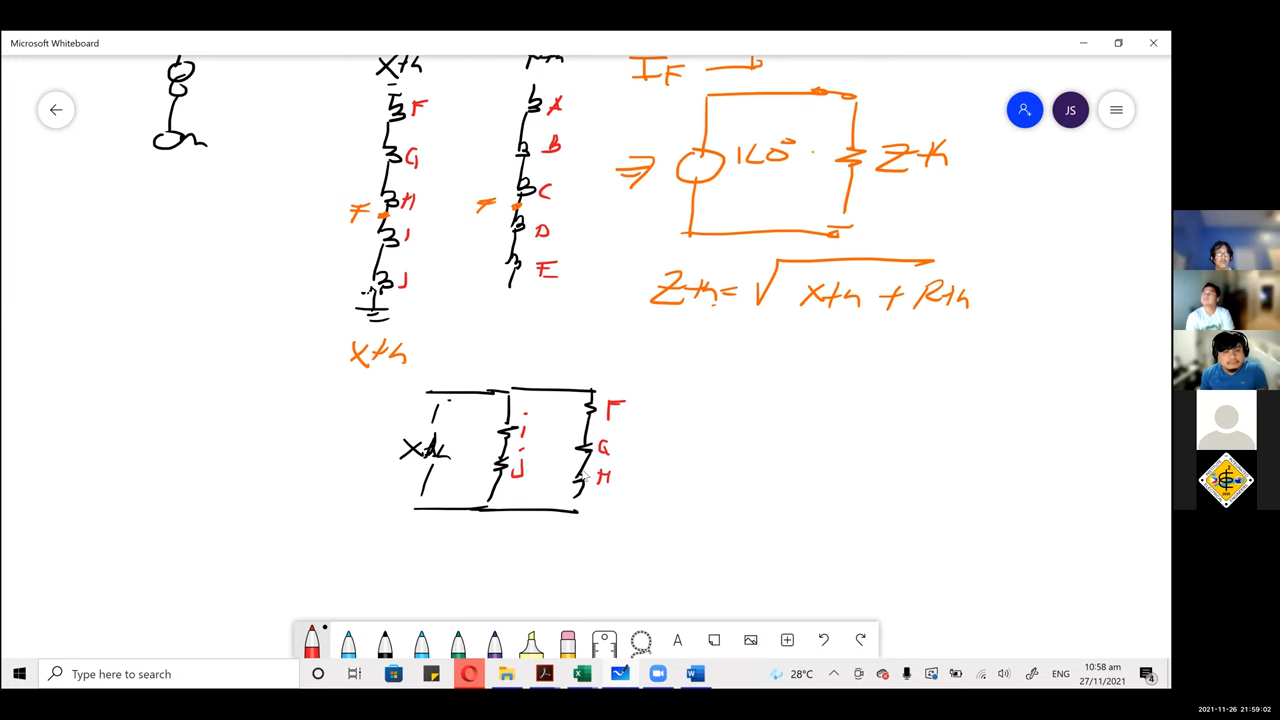 Microsoft Whiteboard
Xth
IF
F
G
H
I
J
A
B
C
D
E
1∠0°
Zth
Zth = √ Xth + Rth
Xth
Xth
i
J
F
G
H
JS
Type here to search
28°C
ENG
10:58 am
27/11/2021
4
2021-11-26 21:59:02